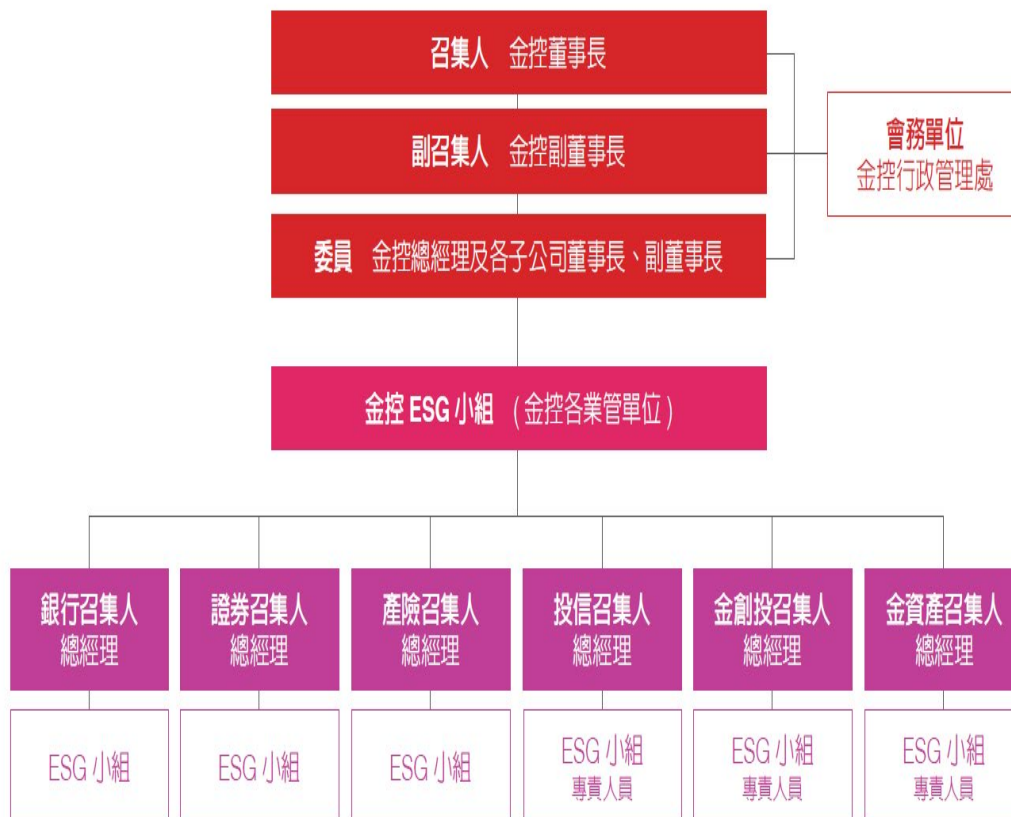 召集人 金控董事長
副召集人 金控副董事長
會務單位
金控行政管理處
委員 金控總經理及各子公司董事長、副董事長
金控 ESG 小組 （金控各業管單位）
銀行召集人
總經理
證券召集人
總經理
產險召集人
總經理
投信召集人
總經理
金創投召集人
總經理
金資產召集人
總經理
ESG 小組
ESG 小組
ESG 小組
ESG 小組
專責人員
ESG 小組
專責人員
ESG 小組
專責人員